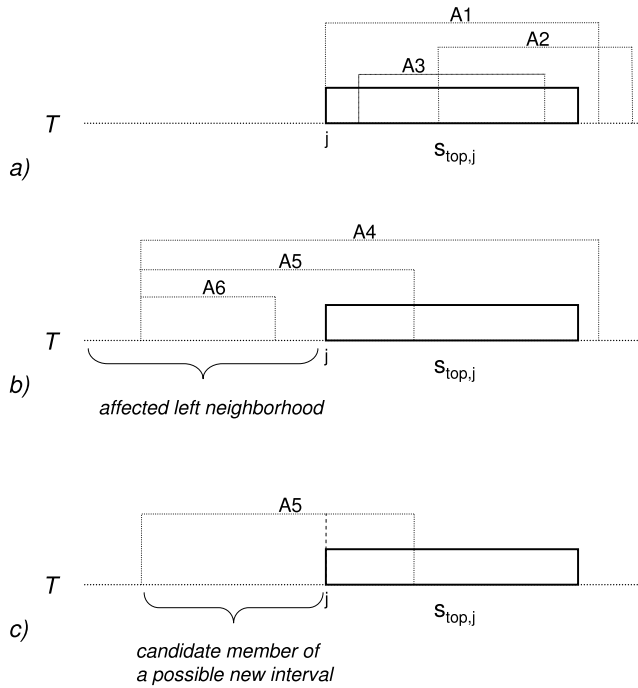 A1
A2
A3
T
j
s_top,j
a)
A4
A5
A6
T
j
s_top,j
b)
affected left neighborhood
A5
T
j
s_top,j
c)
candidate member of
a possible new interval